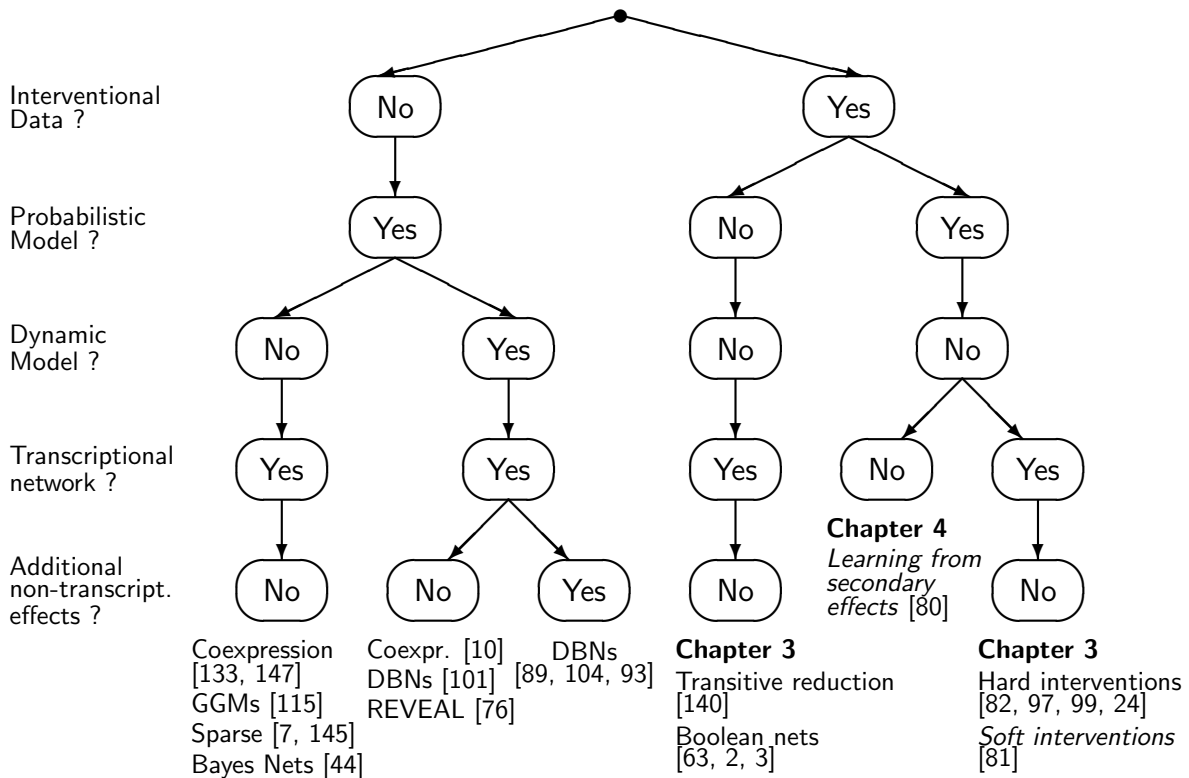 Interventional
Data ?
No
Yes
Probabilistic
Model ?
Yes
No
Yes
Dynamic
Model ?
No
Yes
No
No
Transcriptional
network ?
Yes
Yes
Yes
No
Yes
Chapter 4
Learning from
secondary
effects [80]
Additional
non-transcript.
effects ?
No
No
Yes
No
No
Coexpression
[133, 147]
GGMs [115]
Sparse [7, 145]
Bayes Nets [44]
Coexpr. [10]
DBNs [101]
REVEAL [76]
DBNs
[89, 104, 93]
Chapter 3
Transitive reduction
[140]
Boolean nets
[63, 2, 3]
Chapter 3
Hard interventions
[82, 97, 99, 24]
Soft interventions
[81]